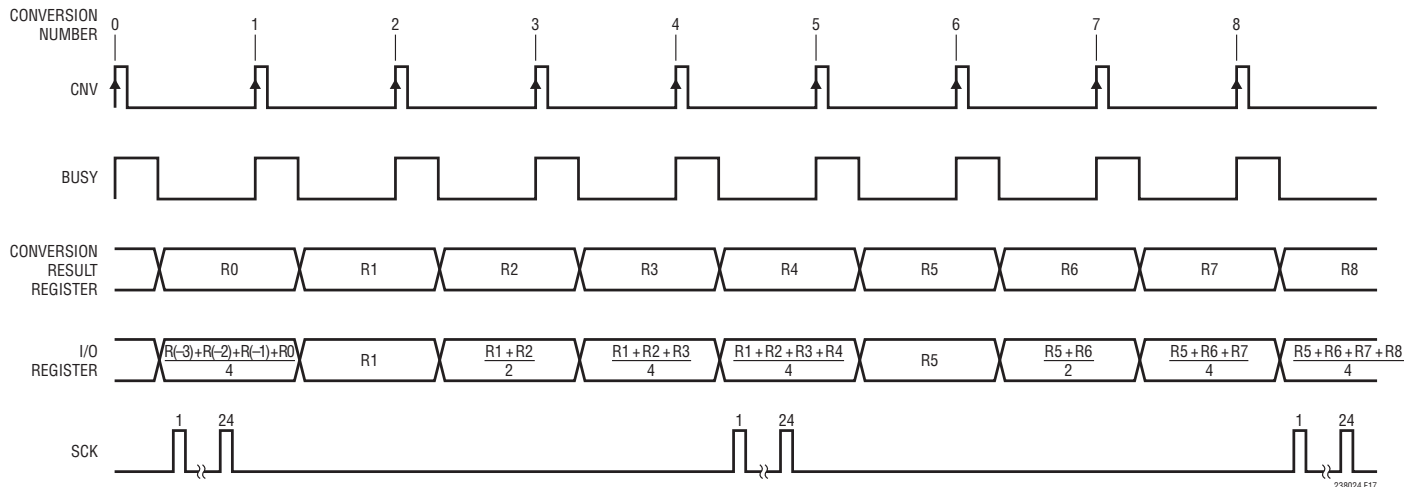 CONVERSION
NUMBER
0 1 2 3 4 5 6 7 8
CNV
BUSY
CONVERSION
RESULT
REGISTER
R0 R1 R2 R3 R4 R5 R6 R7 R8
I/O
REGISTER
R(–3)+R(–2)+R(–1)+R0
4
R1
R1 + R2
2
R1 + R2 + R3
4
R1 + R2 + R3 + R4
4
R5
R5 + R6
2
R5 + R6 + R7
4
R5 + R6 + R7 + R8
4
SCK
1 24 1 24 1 24
238024 F17